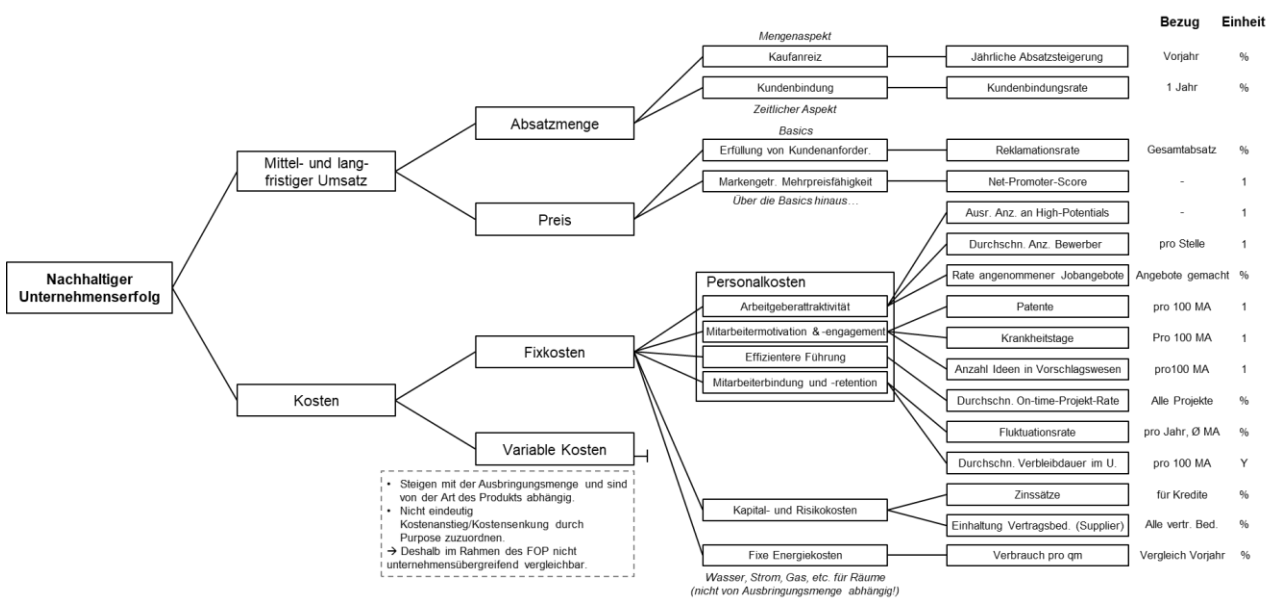 Bezug Einheit
Mengenaspekt
Kaufanreiz Jährliche Absatzsteigerung Vorjahr %
Kundenbindung Kundenbindungsrate 1 Jahr %
Zeitlicher Aspekt
Absatzmenge
Basics
Erfüllung von Kundenanforder. Reklamationsrate Gesamtabsatz %
Mittel- und lang-
fristiger Umsatz
Markengetr. Mehrpreisfähigkeit Net-Promoter-Score - 1
Über die Basics hinaus…
Preis
Ausr. Anz. an High-Potentials - 1
Durchschn. Anz. Bewerber pro Stelle 1
Nachhaltiger
Unternehmenserfolg
Personalkosten
Rate angenommener Jobangebote Angebote gemacht %
Arbeitgeberattraktivität Patente pro 100 MA 1
Mitarbeitermotivation & -engagement Krankheitstage Pro 100 MA 1
Fixkosten
Effizientere Führung Anzahl Ideen in Vorschlagswesen pro100 MA 1
Mitarbeiterbindung und -retention Durchschn. On-time-Projekt-Rate Alle Projekte %
Kosten
Fluktuationsrate pro Jahr, Ø MA %
Variable Kosten
Durchschn. Verbleibdauer im U. pro 100 MA Y
• Steigen mit der Ausbringungsmenge und sind
von der Art des Produkts abhängig.
• Nicht eindeutig
Kostenanstieg/Kostensenkung durch
Purpose zuzuordnen.
→ Deshalb im Rahmen des FOP nicht
unternehmensübergreifend vergleichbar.
Zinssätze für Kredite %
Kapital- und Risikokosten
Einhaltung Vertragsbed. (Supplier) Alle vertr. Bed. %
Fixe Energiekosten Verbrauch pro qm Vergleich Vorjahr %
Wasser, Strom, Gas, etc. für Räume
(nicht von Ausbringungsmenge abhängig!)